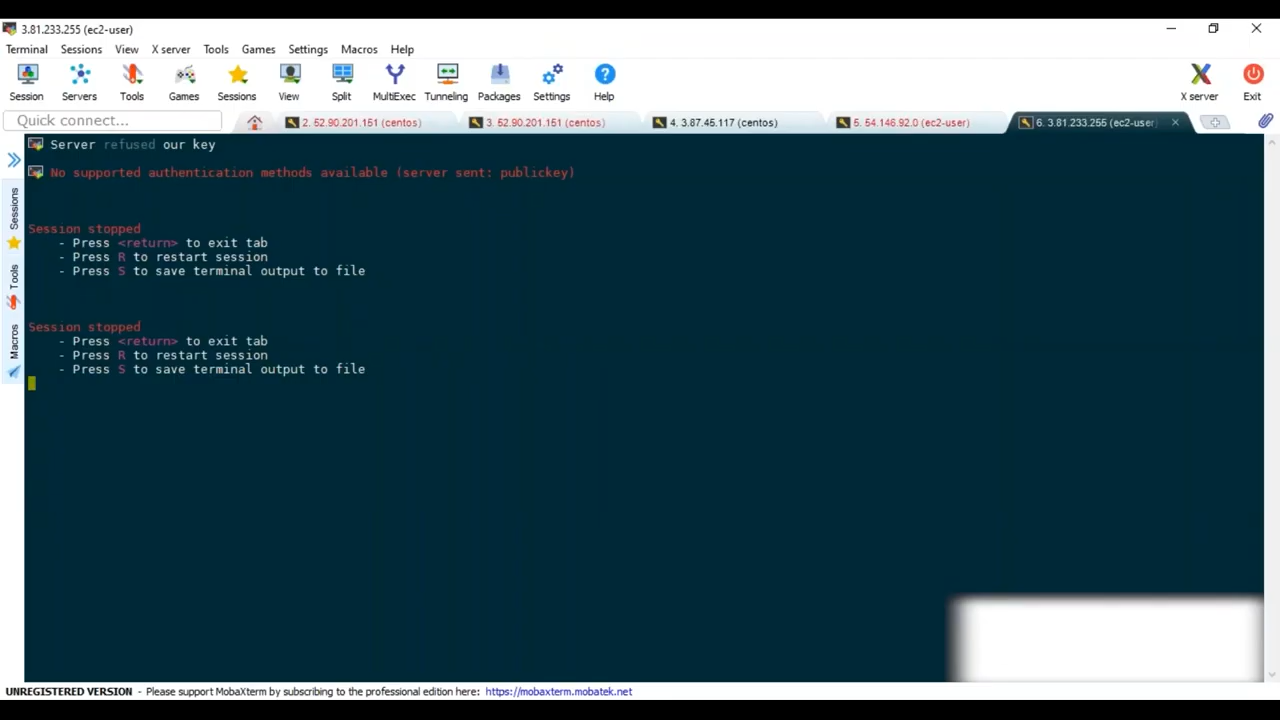 3.81.233.255 (ec2-user)
Terminal Sessions View X server Tools Games Settings Macros Help
Session Servers Tools Games Sessions View Split MultiExec Tunneling Packages Settings Help X server Exit
Quick connect...
2. 52.90.201.151 (centos)
3. 52.90.201.151 (centos)
4. 3.87.45.117 (centos)
5. 54.146.92.0 (ec2-user)
6. 3.81.233.255 (ec2-user)
Sessions
Tools
Macros
Server refused our key
No supported authentication methods available (server sent: publickey)
Session stopped
- Press <return> to exit tab
- Press R to restart session
- Press S to save terminal output to file
Session stopped
- Press <return> to exit tab
- Press R to restart session
- Press S to save terminal output to file
UNREGISTERED VERSION - Please support MobaXterm by subscribing to the professional edition here: https://mobaxterm.mobatek.net